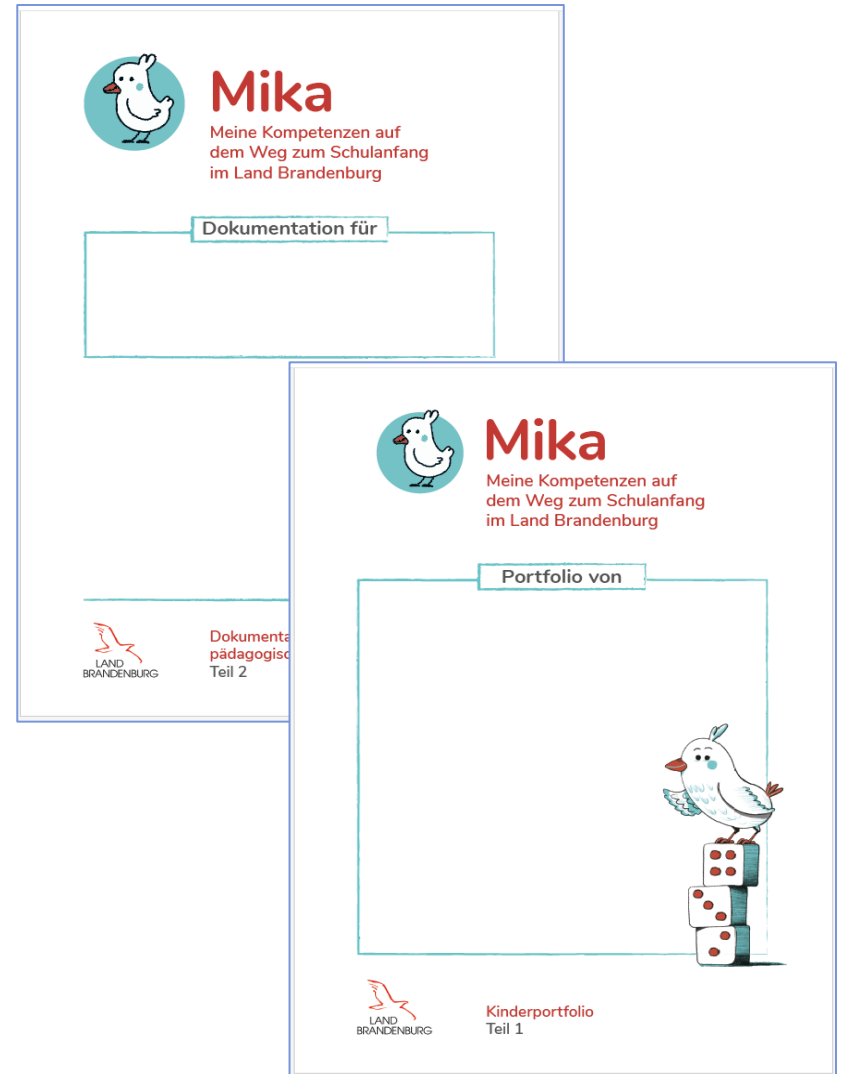 Mika
Meine Kompetenzen auf
dem Weg zum Schulanfang
im Land Brandenburg
Dokumentation für
LAND
BRANDENBURG
Teil 2
Mika
Meine Kompetenzen auf
dem Weg zum Schulanfang
im Land Brandenburg
Portfolio von
LAND
BRANDENBURG
Kinderportfolio
Teil 1